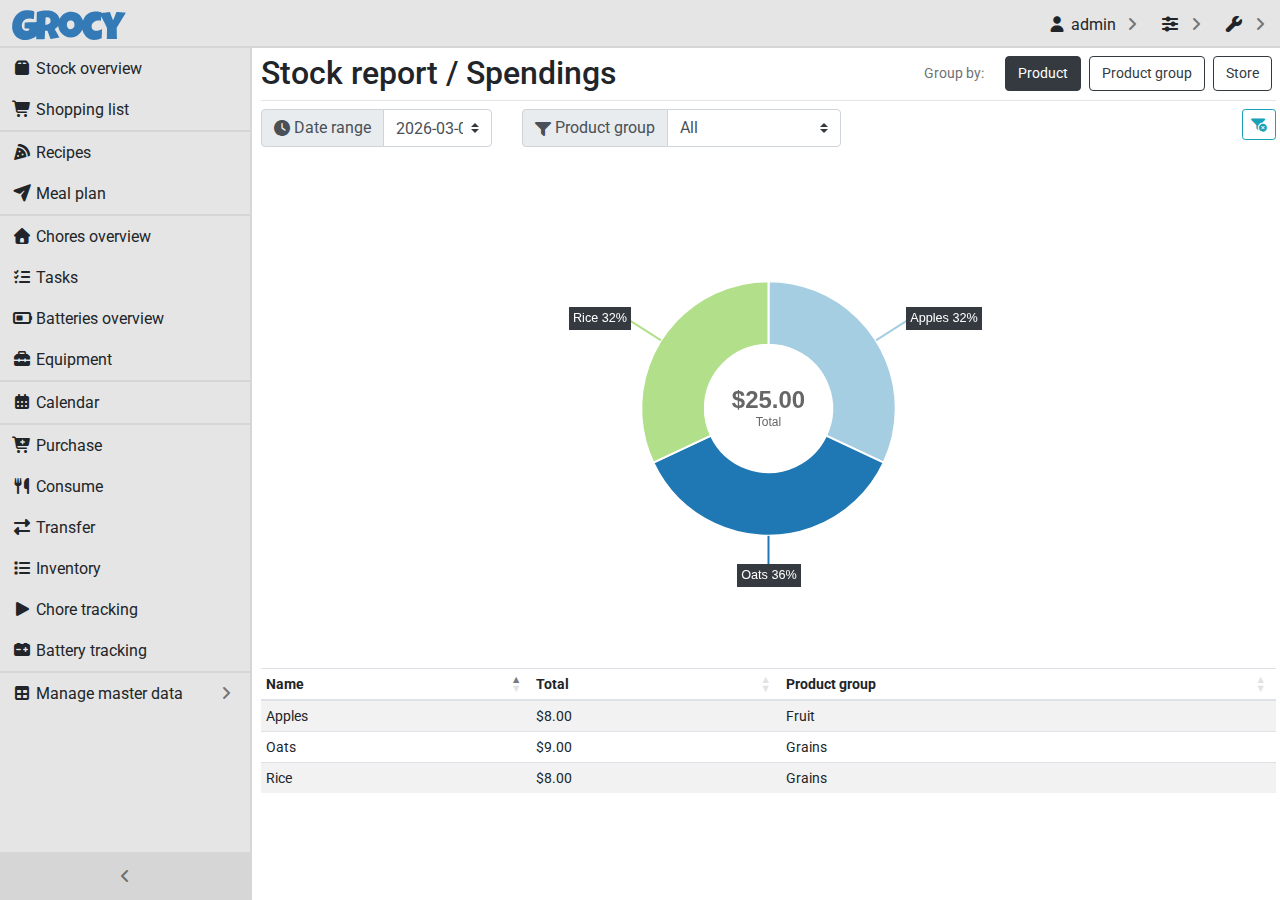 GROCY
admin
Stock overview
Shopping list
Recipes
Meal plan
Chores overview
Tasks
Batteries overview
Equipment
Calendar
Purchase
Consume
Transfer
Inventory
Chore tracking
Battery tracking
Manage master data
Stock report / Spendings
Group by: Product Product group Store
Date range 2026-03-0 Product group All
Rice 32%
Apples 32%
$25.00
Total
Oats 36%
Name Total Product group
Apples $8.00 Fruit
Oats $9.00 Grains
Rice $8.00 Grains